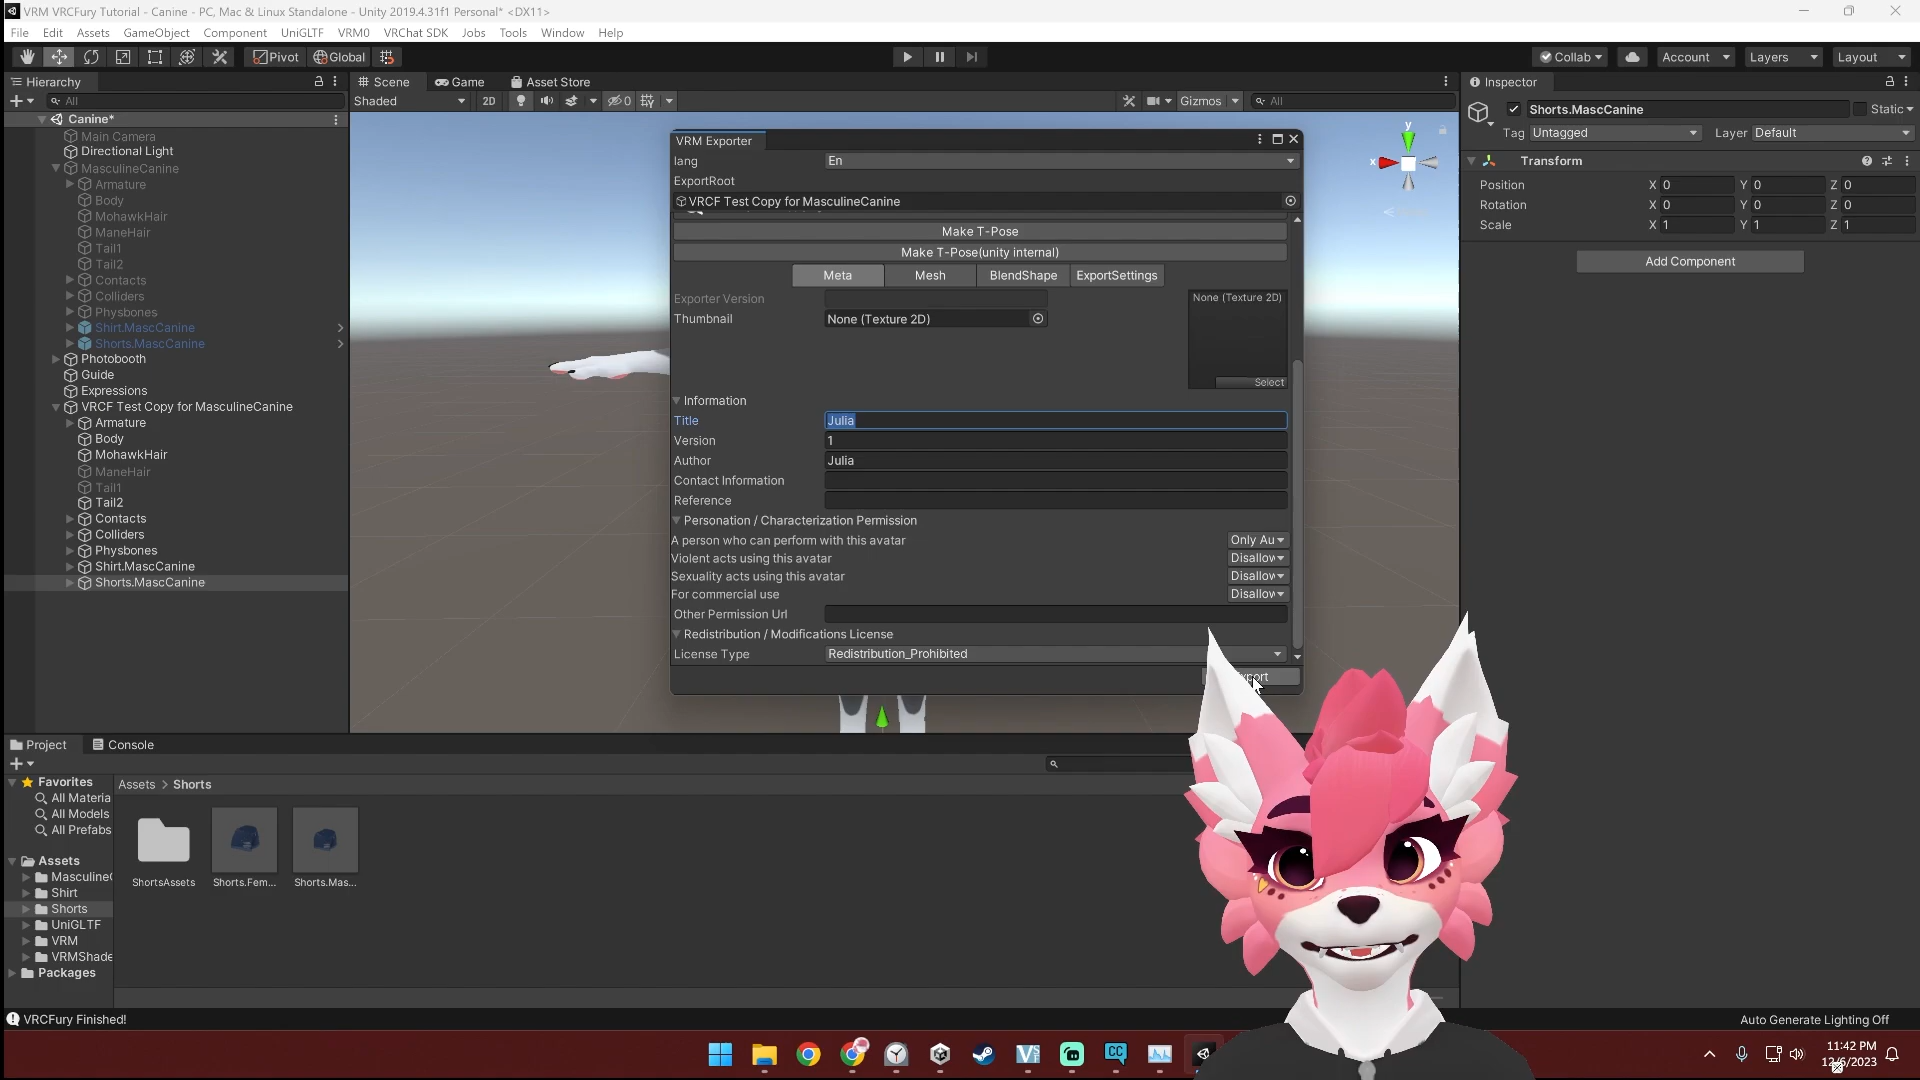 VRM VRCFury Tutorial - Canine - PC, Mac & Linux Standalone - Unity 2019.4.31f1 Personal* <DX11>
File Edit Assets GameObject Component UniGLTF VRM0 VRChat SDK Jobs Tools Window Help
Pivot Global Collab Account Layers Layout
Hierarchy Scene Game Asset Store Inspector
All Shaded 2D 0 Gizmos All
Canine*
Main Camera
Directional Light
MasculineCanine
Armature
Body
MohawkHair
ManeHair
Tail1
Tail2
Contacts
Colliders
Physbones
Shirt.MascCanine
Shorts.MascCanine
Photobooth
Guide
Expressions
VRCF Test Copy for MasculineCanine
Armature
Body
MohawkHair
ManeHair
Tail1
Tail2
Contacts
Colliders
Physbones
Shirt.MascCanine
Shorts.MascCanine
VRM Exporter
lang En
ExportRoot
VRCF Test Copy for MasculineCanine
Make T-Pose
Make T-Pose(unity internal)
Meta Mesh BlendShape ExportSettings
Exporter Version
Thumbnail None (Texture 2D)
None (Texture 2D)
Select
Information
Title Julia
Version 1
Author Julia
Contact Information
Reference
Personation / Characterization Permission
A person who can perform with this avatar Only Au
Violent acts using this avatar Disallow
Sexuality acts using this avatar Disallow
For commercial use Disallow
Other Permission Url
Redistribution / Modifications License
License Type Redistribution_Prohibited
y
x
Shorts.MascCanine Static
Tag Untagged Layer Default
Transform
Position X 0 Y 0 Z 0
Rotation X 0 Y 0 Z 0
Scale X 1 Y 1 Z 1
Add Component
Project Console
Favorites
All Materia
All Models
All Prefabs
Assets
Masculine
Shirt
Shorts
UniGLTF
VRM
VRMShade
Packages
Assets > Shorts
ShortsAssets Shorts.Fem... Shorts.Mas...
VRCFury Finished!
Auto Generate Lighting Off
CC
11:42 PM
12/6/2023